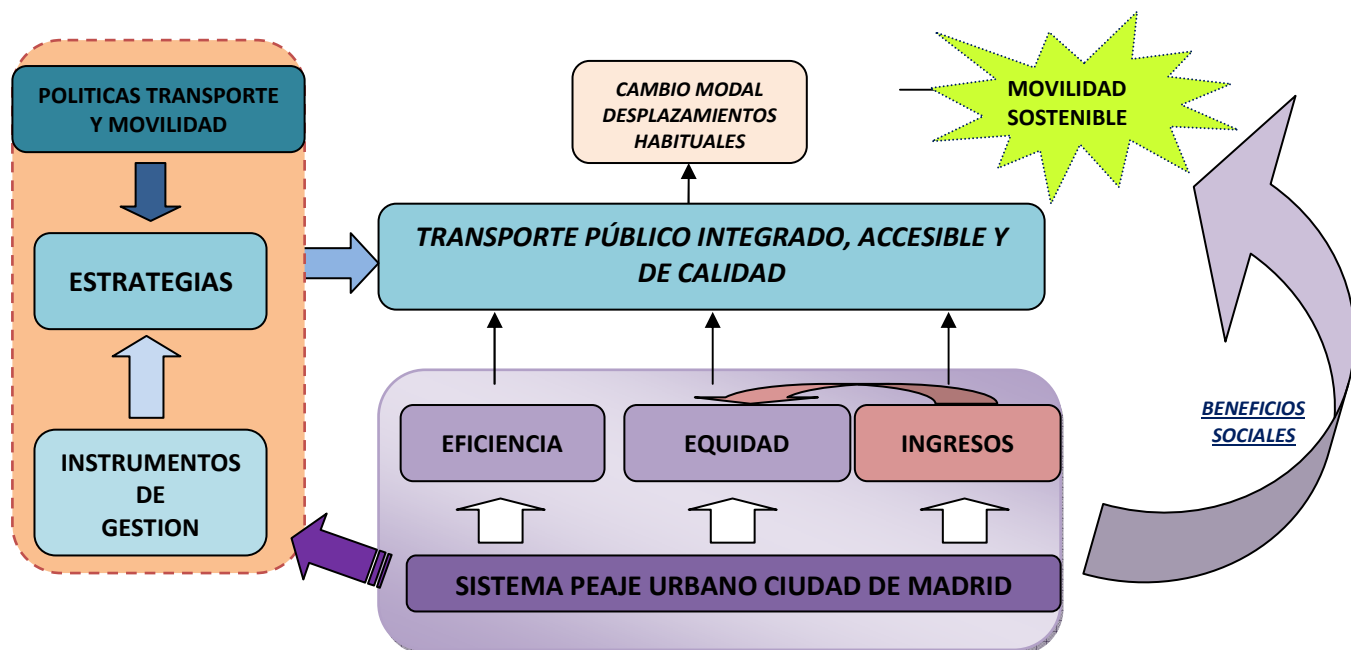 POLITICAS TRANSPORTE
Y MOVILIDAD
ESTRATEGIAS
INSTRUMENTOS
DE
GESTION
CAMBIO MODAL
DESPLAZAMIENTOS
HABITUALES
MOVILIDAD
SOSTENIBLE
TRANSPORTE PÚBLICO INTEGRADO, ACCESIBLE Y
DE CALIDAD
EFICIENCIA
EQUIDAD
INGRESOS
SISTEMA PEAJE URBANO CIUDAD DE MADRID
BENEFICIOS
SOCIALES